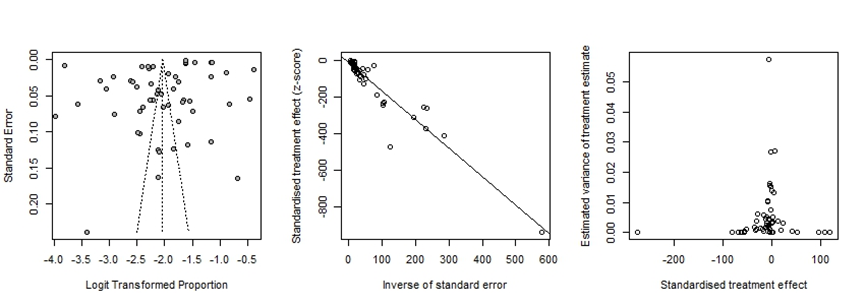 0.00
0.05
0.10
0.15
0.20
Standard Error
-4.0 -3.5 -3.0 -2.5 -2.0 -1.5 -1.0 -0.5
Logit Transformed Proportion
0
-200
-400
-600
-800
Standardised treatment effect (z-score)
0 100 200 300 400 500 600
Inverse of standard error
0.05
0.04
0.03
0.02
0.01
0.00
Estimated variance of treatment estimate
-200 -100 0 100
Standardised treatment effect